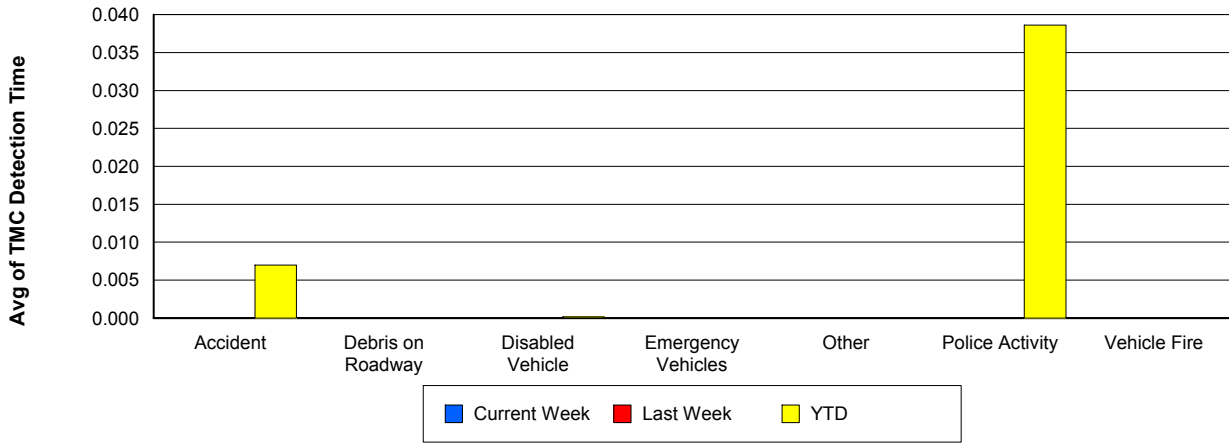 Avg of TMC Detection Time
0.040
0.035
0.030
0.025
0.020
0.015
0.010
0.005
0.000
Accident
Debris on
Roadway
Disabled
Vehicle
Emergency
Vehicles
Other
Police Activity
Vehicle Fire
Current Week
Last Week
YTD